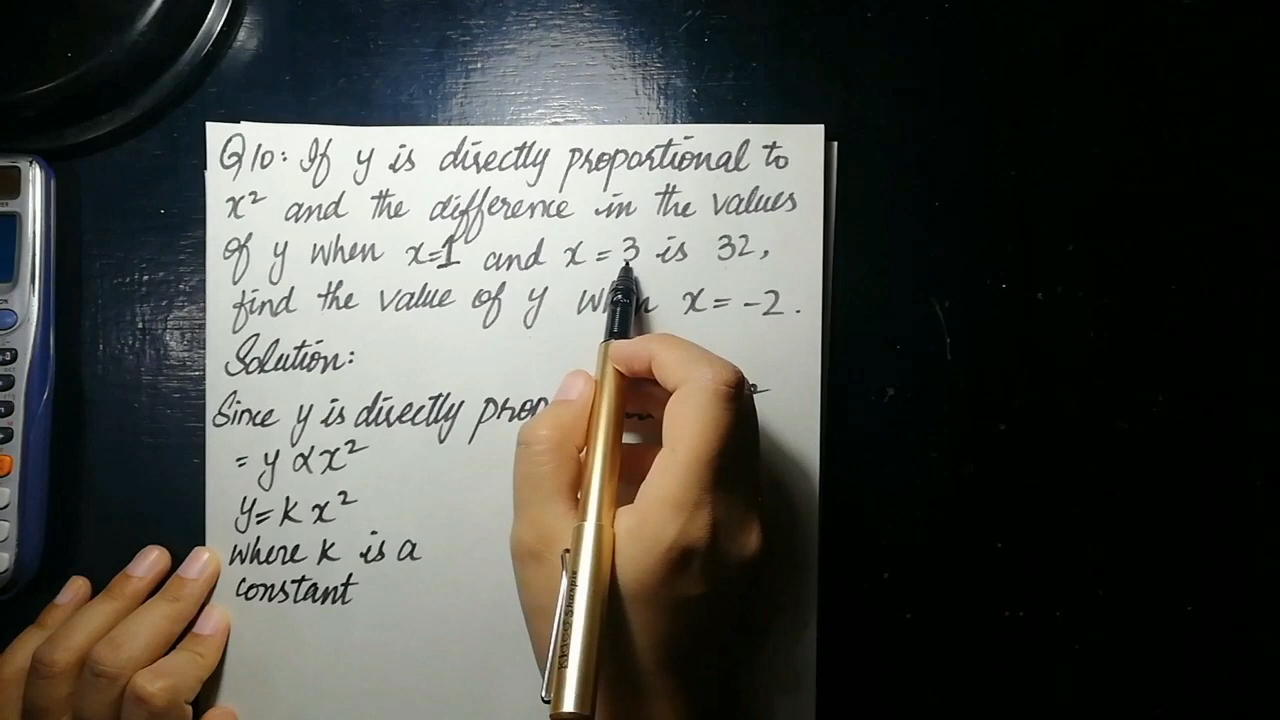 Q10: If y is directly proportional to
x² and the difference in the values
of y when x=1 and x=3 is 32,
find the value of y when x=-2.
Solution:
Since y is directly
= y ∝ x²
y = k x²
where k is a
constant